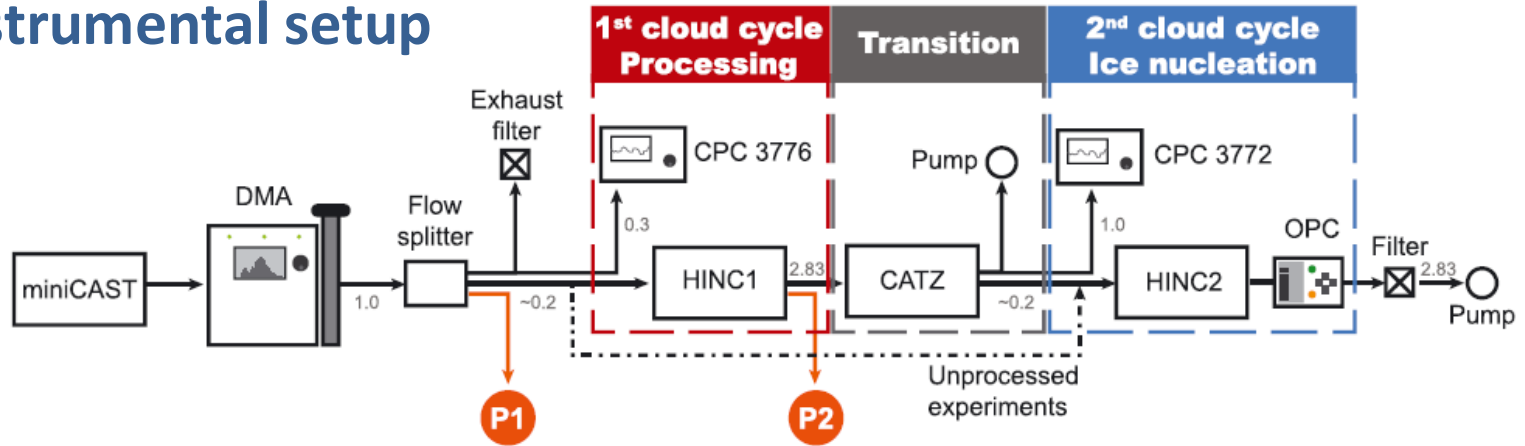 strumental setup
1st cloud cycle
Processing
Transition
2nd cloud cycle
Ice nucleation
Exhaust
filter
CPC 3776
Pump
CPC 3772
DMA
Flow
splitter
0.3
1.0
OPC
Filter
miniCAST
1.0
~0.2
HINC1
2.83
CATZ
~0.2
HINC2
2.83
Pump
Unprocessed
experiments
P1
P2